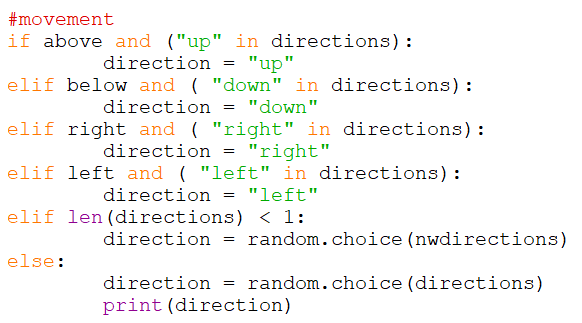 #movement
if above and ("up" in directions):
        direction = "up"
elif below and ( "down" in directions):
        direction = "down"
elif right and ( "right" in directions):
        direction = "right"
elif left and ( "left" in directions):
        direction = "left"
elif len(directions) < 1:
        direction = random.choice(nwdirections)
else:
        direction = random.choice(directions)
        print(direction)